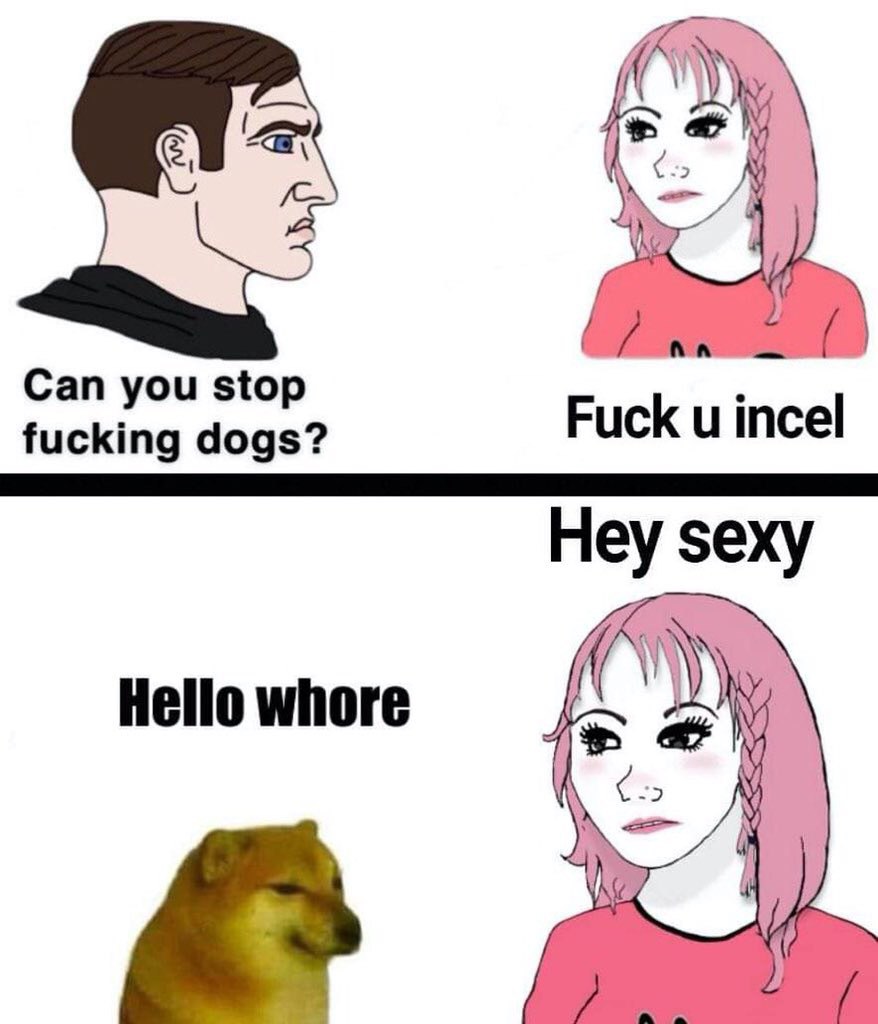 Can you stop
fucking dogs?
Fuck u incel
Hey sexy
Hello whore